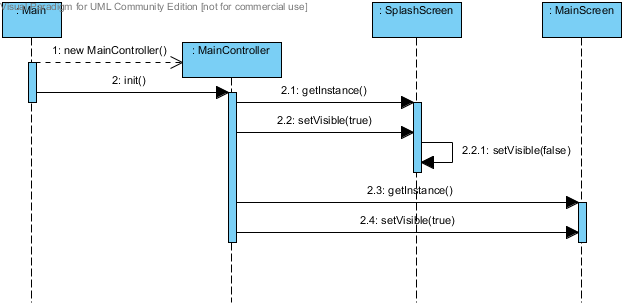 Visual Paradigm for UML Community Edition [not for commercial use]
: Main
: SplashScreen
: MainScreen
1: new MainController()
: MainController
2: init()
2.1: getInstance()
2.2: setVisible(true)
2.2.1: setVisible(false)
2.3: getInstance()
2.4: setVisible(true)